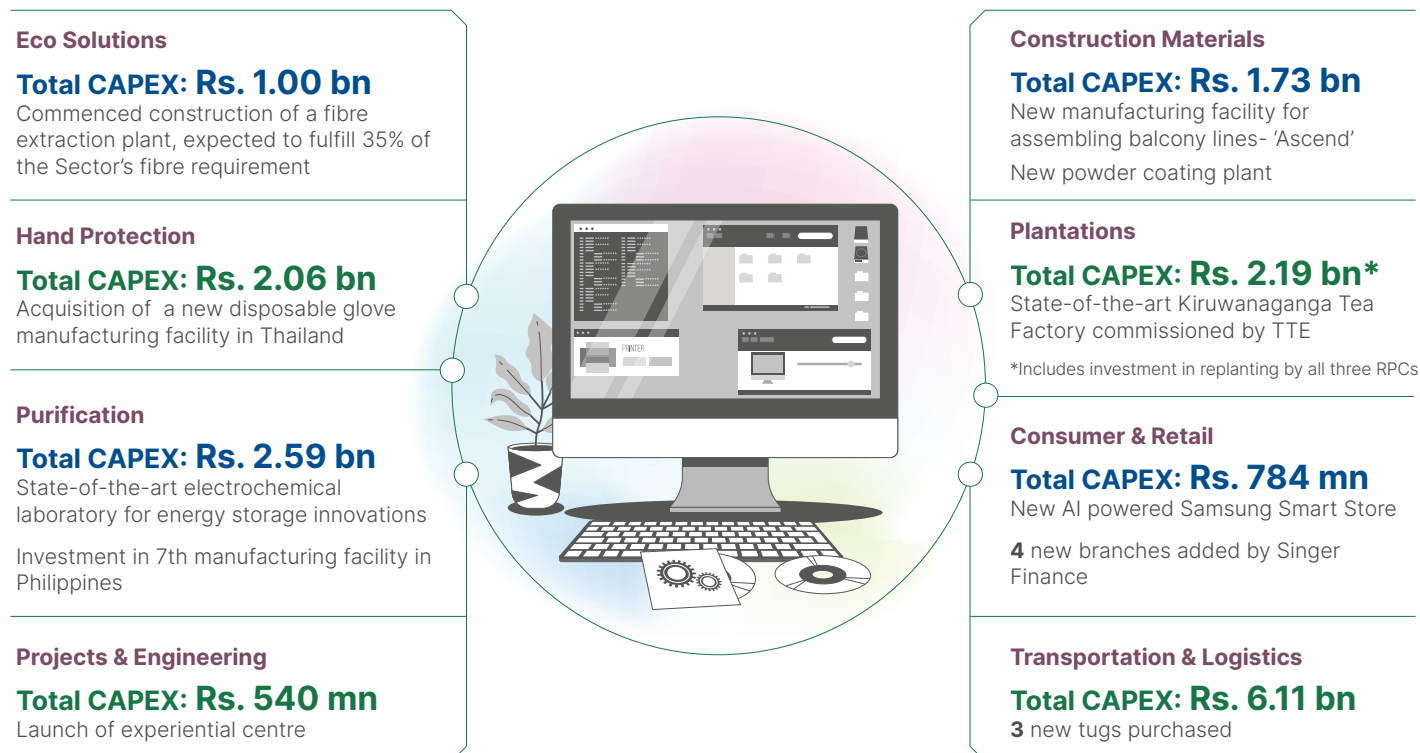 Eco Solutions
Total CAPEX: Rs. 1.00 bn
Commenced construction of a fibre
extraction plant, expected to fulfill 35% of
the Sector's fibre requirement
Hand Protection
Total CAPEX: Rs. 2.06 bn
Acquisition of a new disposable glove
manufacturing facility in Thailand
Purification
Total CAPEX: Rs. 2.59 bn
State-of-the-art electrochemical
laboratory for energy storage innovations
Investment in 7th manufacturing facility in
Philippines
Projects & Engineering
Total CAPEX: Rs. 540 mn
Launch of experiential centre
PRINTER
Construction Materials
Total CAPEX: Rs. 1.73 bn
New manufacturing facility for
assembling balcony lines- ‘Ascend’
New powder coating plant
Plantations
Total CAPEX: Rs. 2.19 bn*
State-of-the-art Kiruwanaganga Tea
Factory commissioned by TTE
*Includes investment in replanting by all three RPCs
Consumer & Retail
Total CAPEX: Rs. 784 mn
New AI powered Samsung Smart Store
4 new branches added by Singer
Finance
Transportation & Logistics
Total CAPEX: Rs. 6.11 bn
3 new tugs purchased